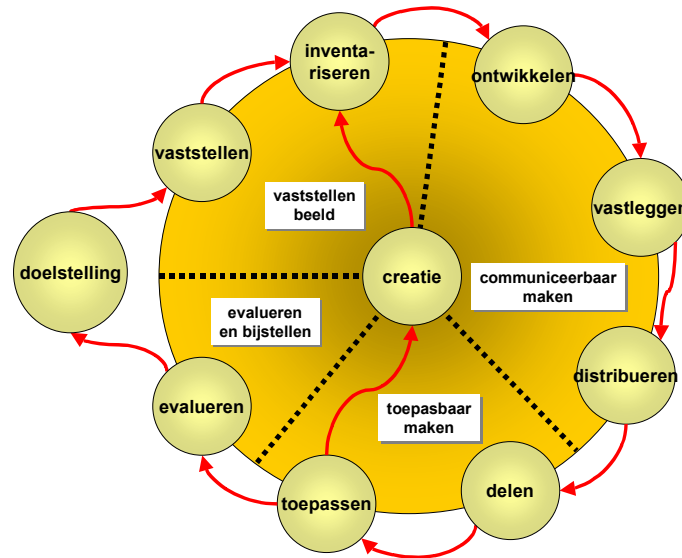 inventa-
riseren
ontwikkelen
vaststellen
vastleggen
vaststellen
beeld
doelstelling
creatie
communiceerbaar
maken
evalueren
en bijstellen
distribueren
evalueren
toepasbaar
maken
delen
toepassen